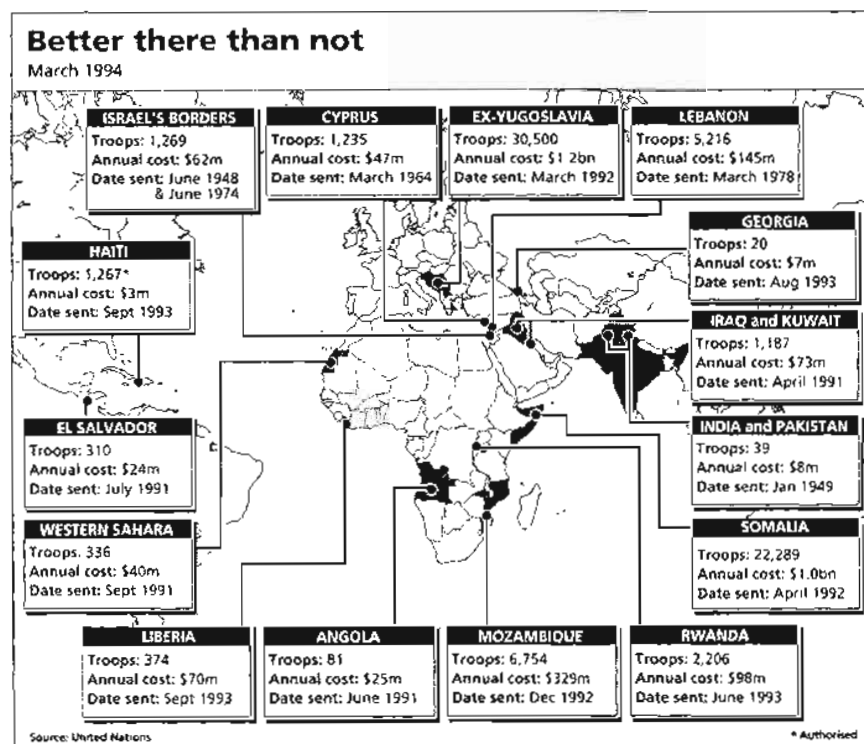 Better there than not
March 1994
ISRAEL'S BORDERS
Troops: 1,269
Annual cost: $62m
Date sent: June 1948
& June 1974
CYPRUS
Troops: 1,235
Annual cost: $47m
Date sent: March 1964
EX-YUGOSLAVIA
Troops: 30,500
Annual cost: $1 2bn
Date sent: March 1992
LEBANON
Troops: 5,216
Annual cost: $145m
Date sent: March 1978
HAITI
Troops: 1,267*
Annual cost: $3m
Date sent: Sept 1993
GEORGIA
Troops: 20
Annual cost: $7m
Date sent: Aug 1993
IRAQ and KUWAIT
Troops: 1,187
Annual cost: $73m
Date sent: April 1991
EL SALVADOR
Troops: 310
Annual cost: $24m
Date sent: July 1991
INDIA and PAKISTAN
Troops: 39
Annual cost: $8m
Date sent: Jan 1949
WESTERN SAHARA
Troops. 336
Annual cost: $40m
Date sent: Sept 1991
SOMALIA
Troops: 22,289
Annual cost: $1.0bn
Date sent: April 1992
LIBERIA
Troops: 374
Annual cost: $70m
Date sent: Sept 1993
ANGOLA
Troops: 81
Annual cost: $25m
Date sent: June 1991
MOZAMBIQUE
Troops: 6,754
Annual cost: $329m
Date sent: Dec 1992
RWANDA
Troops: 2,206
Annual cost: $98m
Date sent: June 1993
Source: United Nations
* Authorised